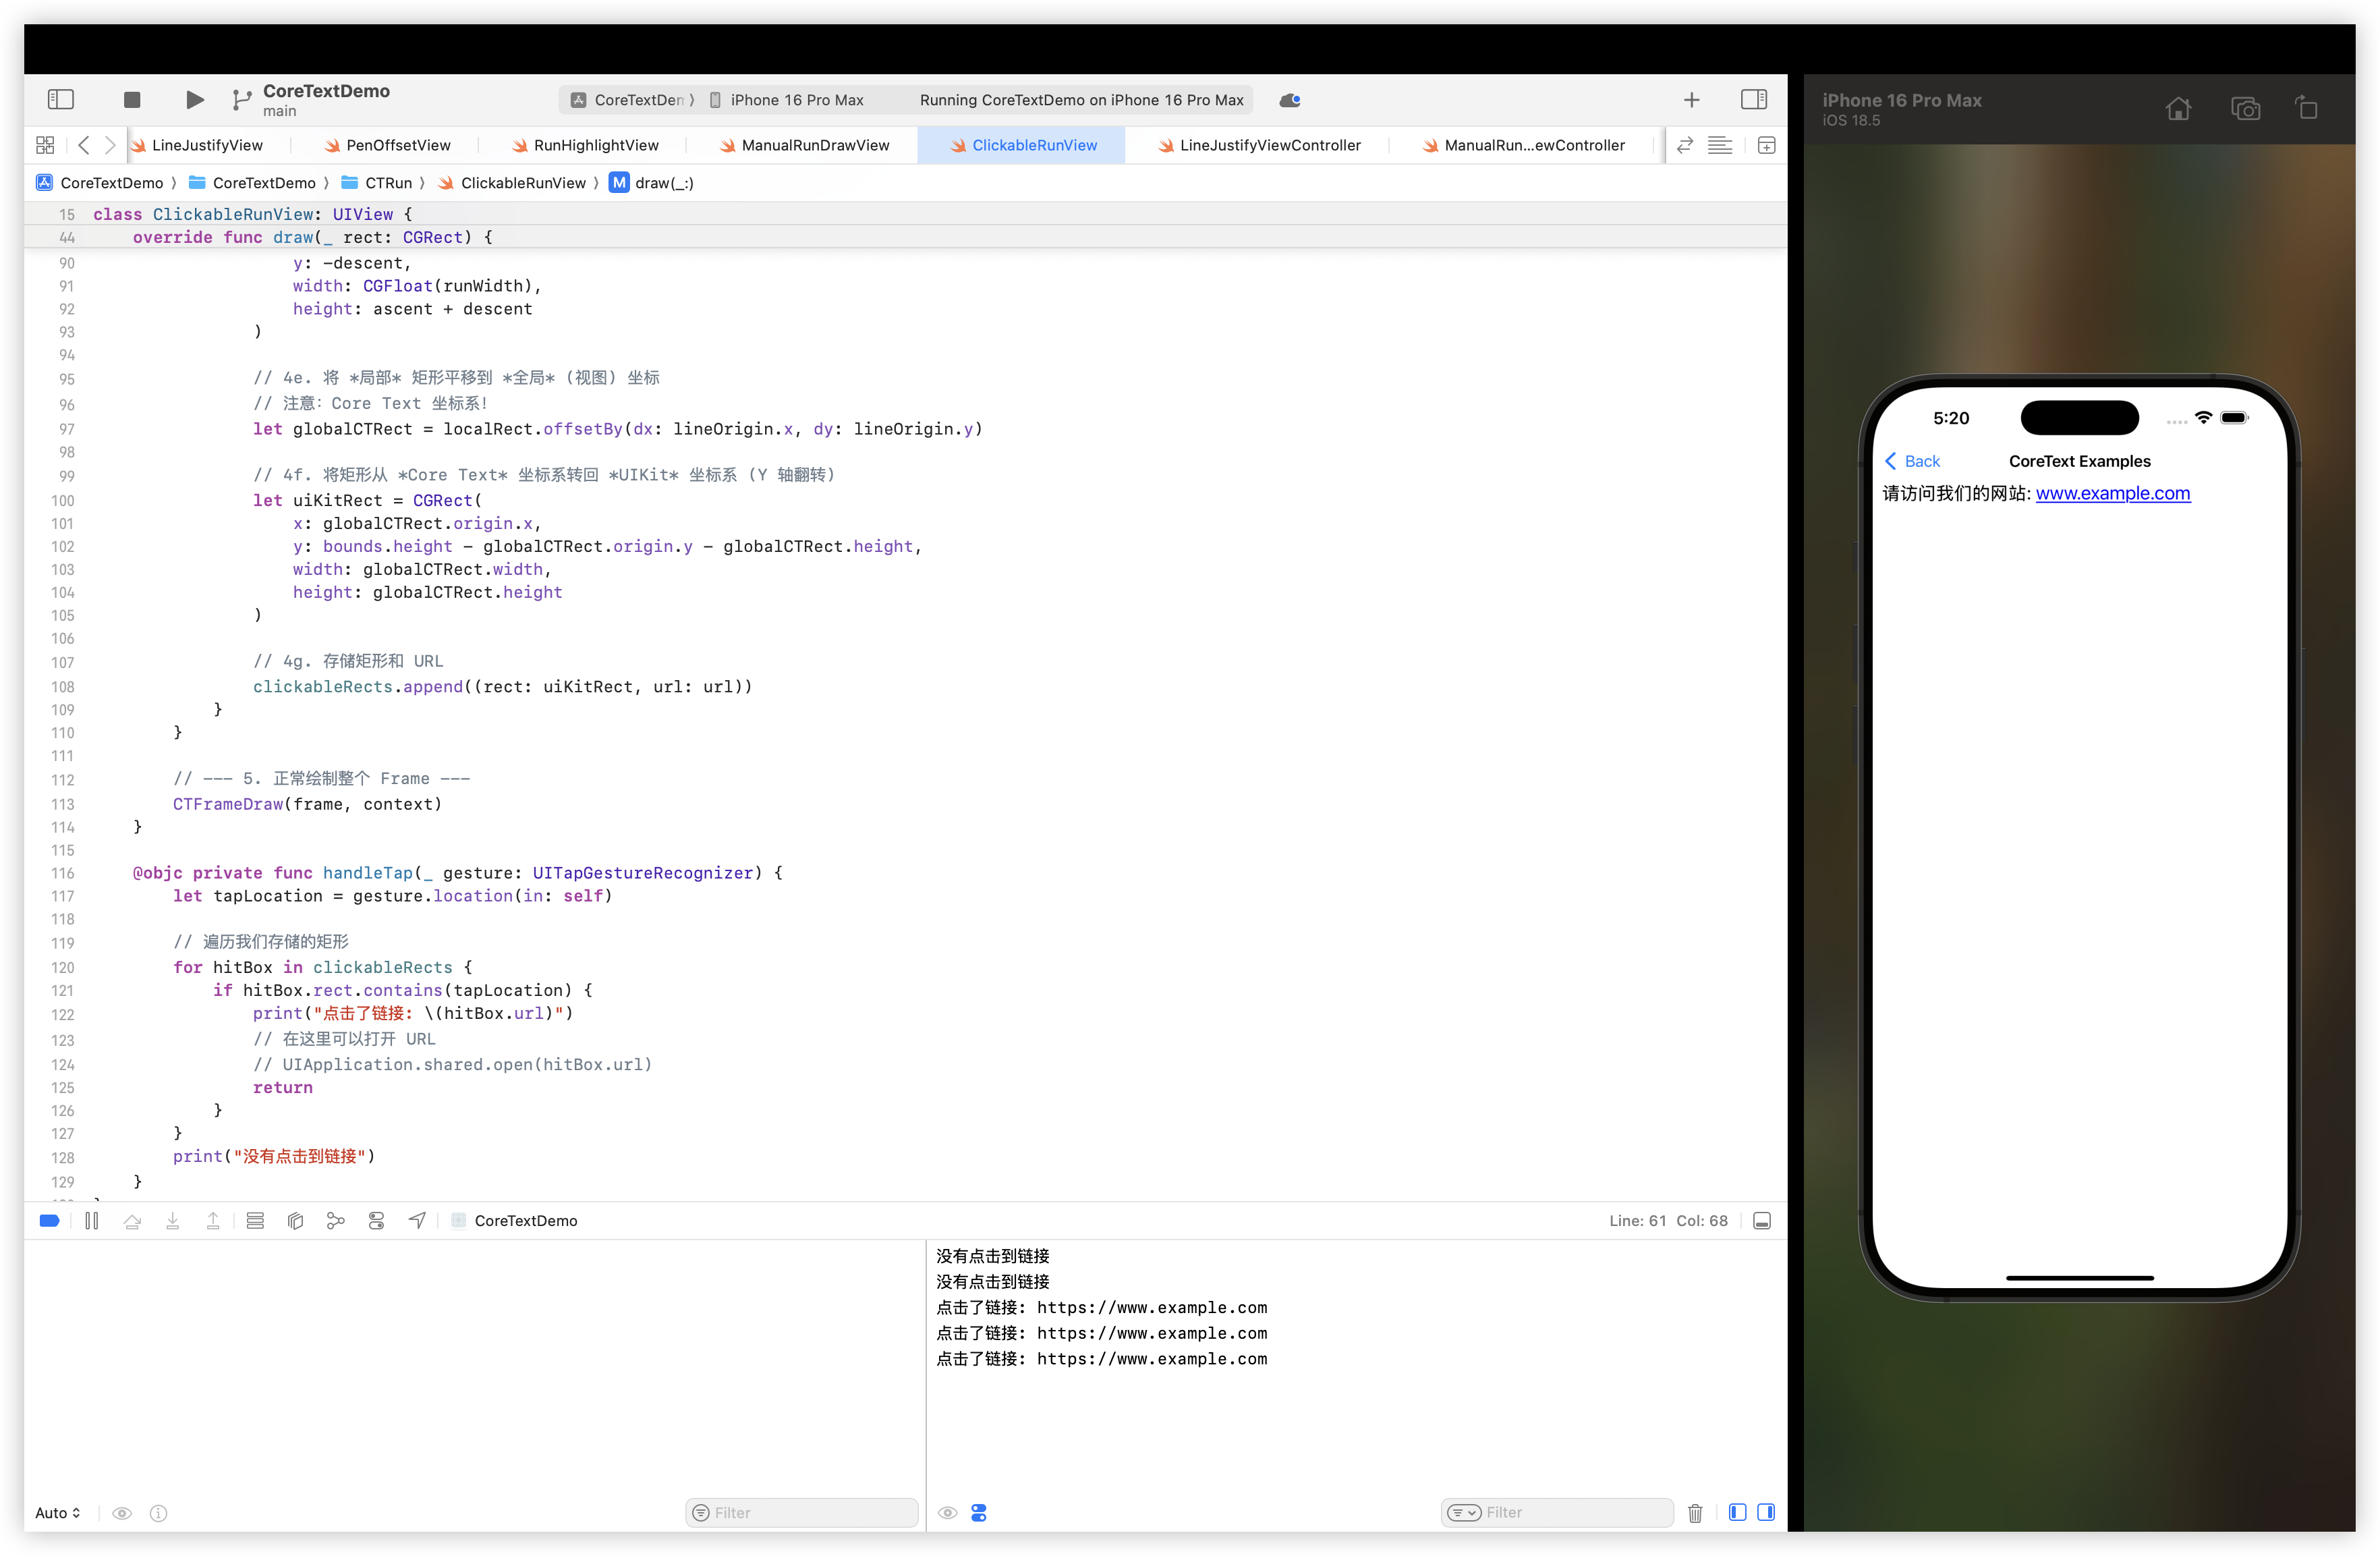 CoreTextDemo
main
CoreTextDen 〉 iPhone 16 Pro Max
Running CoreTextDemo on iPhone 16 Pro Max
LineJustifyView
PenOffsetView
RunHighlightView
ManualRunDrawView
ClickableRunView
LineJustifyViewController
ManualRun...ewController
CoreTextDemo 〉 CoreTextDemo 〉 CTRun 〉 ClickableRunView 〉 M draw(_:)
15 class ClickableRunView: UIView {
44 override func draw(_ rect: CGRect) {
90 y: -descent,
91 width: CGFloat(runWidth),
92 height: ascent + descent
93 )
94
95 // 4e. 将 *局部* 矩形平移到 *全局* (视图) 坐标
96 // 注意: Core Text 坐标系!
97 let globalCTRect = localRect.offsetBy(dx: lineOrigin.x, dy: lineOrigin.y)
98
99 // 4f. 将矩形从 *Core Text* 坐标系转回 *UIKit* 坐标系 (Y 轴翻转)
100 let uiKitRect = CGRect(
101 x: globalCTRect.origin.x,
102 y: bounds.height - globalCTRect.origin.y - globalCTRect.height,
103 width: globalCTRect.width,
104 height: globalCTRect.height
105 )
106
107 // 4g. 存储矩形和 URL
108 clickableRects.append((rect: uiKitRect, url: url))
109 }
110 }
111
112 // --- 5. 正常绘制整个 Frame ---
113 CTFrameDraw(frame, context)
114 }
115
116 @objc private func handleTap(_ gesture: UITapGestureRecognizer) {
117 let tapLocation = gesture.location(in: self)
118
119 // 遍历我们存储的矩形
120 for hitBox in clickableRects {
121 if hitBox.rect.contains(tapLocation) {
122 print("点击了链接: \(hitBox.url)")
123 // 在这里可以打开 URL
124 // UIApplication.shared.open(hitBox.url)
125 return
126 }
127 }
128 print("没有点击到链接")
129 }
CoreTextDemo
Line: 61 Col: 68
没有点击到链接
没有点击到链接
点击了链接: https://www.example.com
点击了链接: https://www.example.com
点击了链接: https://www.example.com
Auto
Filter
Filter
iPhone 16 Pro Max
iOS 18.5
5:20
Back
CoreText Examples
请访问我们的网站: www.example.com